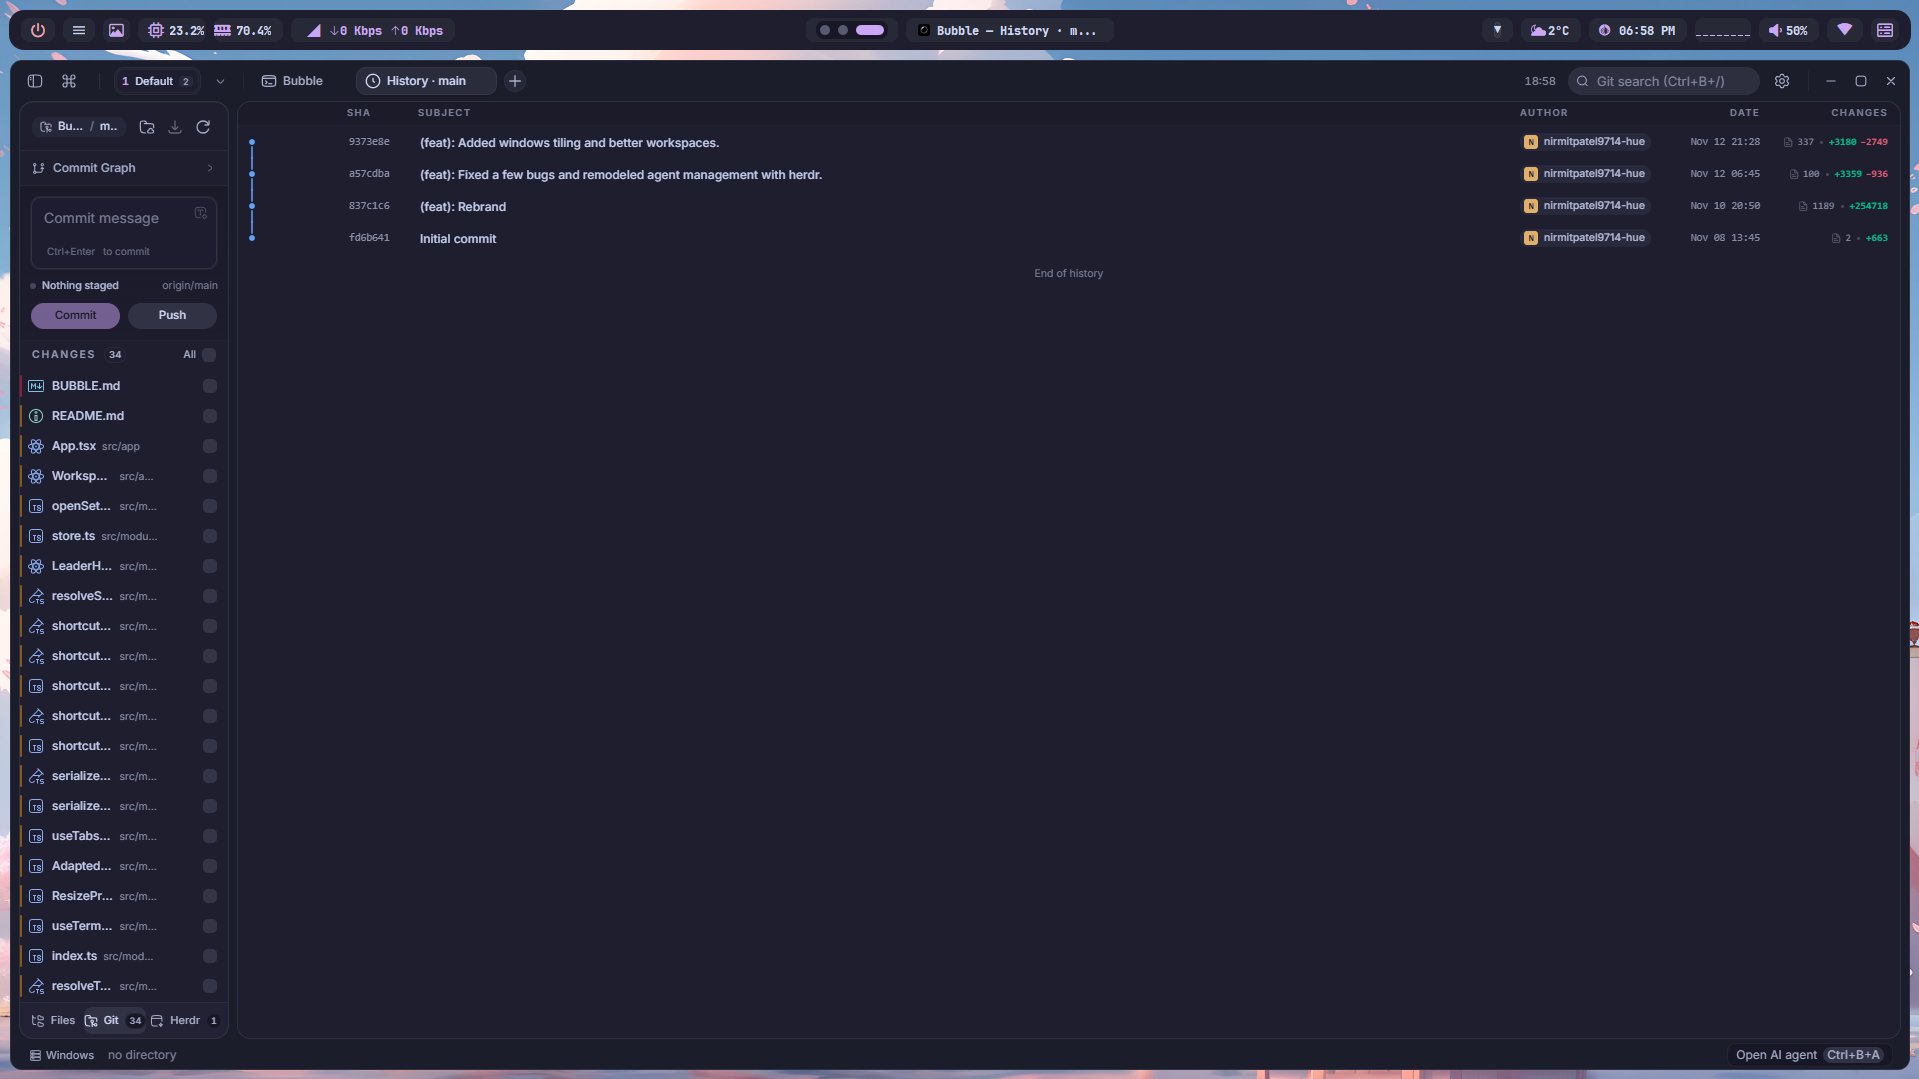 23.2% 70.4% ↓0 Kbps ↑0 Kbps Bubble — History · m... 2°C 06:58 PM 50%
1 Default 2 Bubble History · main 18:58 Git search (Ctrl+B+/)
Bu... / m..
Commit Graph
Commit message
Ctrl+Enter to commit
Nothing staged origin/main
Commit Push
CHANGES 34 All
BUBBLE.md
README.md
App.tsx src/app
Worksp... src/a...
openSet... src/m...
store.ts src/modu...
LeaderH... src/m...
resolveS... src/m...
shortcut... src/m...
shortcut... src/m...
shortcut... src/m...
shortcut... src/m...
shortcut... src/m...
serialize... src/m...
serialize... src/m...
useTabs... src/m...
Adapted... src/m...
ResizePr... src/m...
useTerm... src/m...
index.ts src/mod...
resolveT... src/m...
Files Git 34 Herdr 1
SHA SUBJECT AUTHOR DATE CHANGES
9373e8e (feat): Added windows tiling and better workspaces. N nirmitpatel9714-hue Nov 12 21:28 337 • +3180 −2749
a57cdba (feat): Fixed a few bugs and remodeled agent management with herdr. N nirmitpatel9714-hue Nov 12 06:45 100 • +3359 −936
837c1c6 (feat): Rebrand N nirmitpatel9714-hue Nov 10 20:50 1189 • +254718
fd6b641 Initial commit N nirmitpatel9714-hue Nov 08 13:45 2 • +663
End of history
Windows no directory Open AI agent Ctrl+B+A